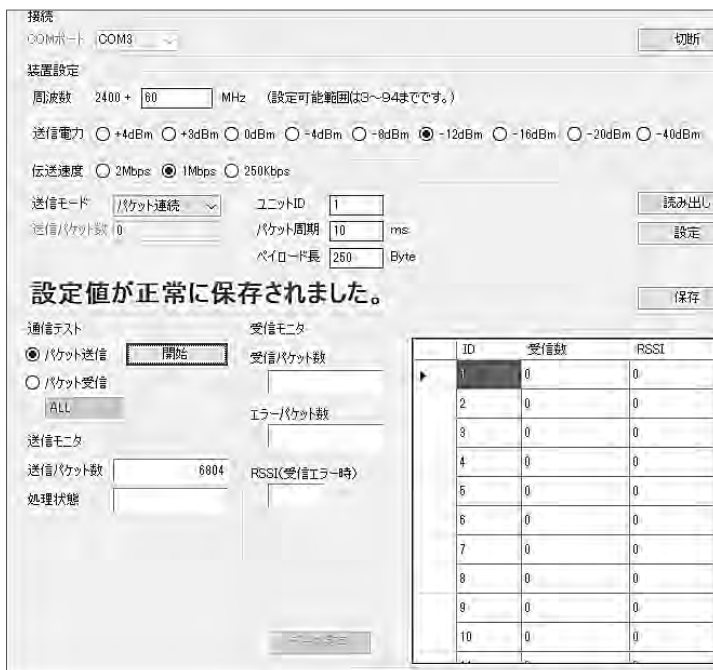 接続
COMポート COM3 切断
装置設定
周波数 2400 + 60 MHz (設定可能範囲は3～94までです。)
送信電力 +4dBm +3dBm 0dBm -4dBm -8dBm -12dBm -16dBm -20dBm -40dBm
伝送速度 2Mbps 1Mbps 250Kbps
送信モード パケット連続 ユニットID 1 読み出し
送信パケット数 0 パケット周期 10 ms 設定
ペイロード長 250 Byte
設定値が正常に保存されました。 保存
通信テスト 受信モニタ
パケット送信 開始 受信パケット数
パケット受信
ALL エラーパケット数
送信モニタ
送信パケット数 6804 RSSI(受信エラー時)
処理状態
ID 受信数 RSSI
1 0 0
2 0 0
3 0 0
4 0 0
5 0 0
6 0 0
7 0 0
8 0 0
9 0 0
10 0 0